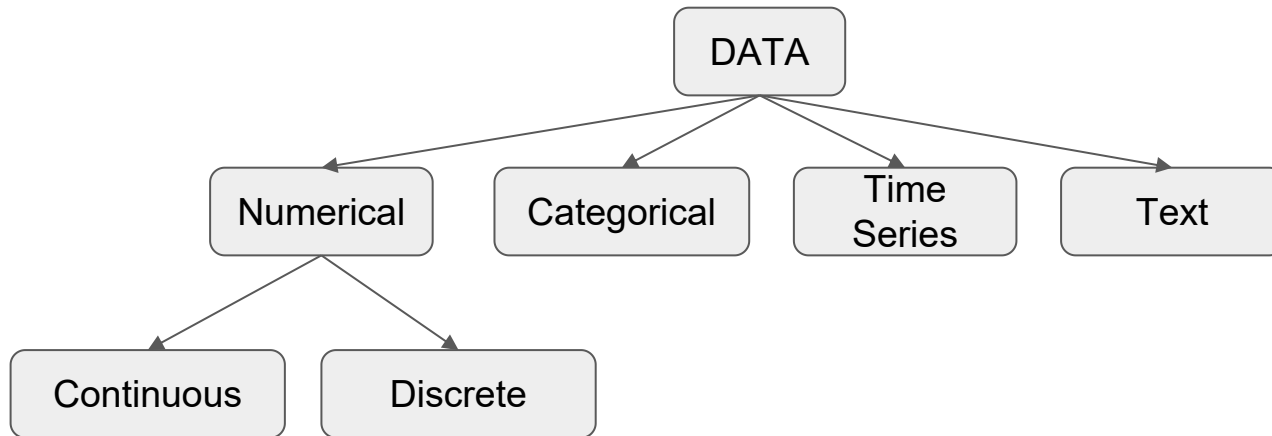 DATA
Numerical
Categorical
Time
Series
Text
Continuous
Discrete